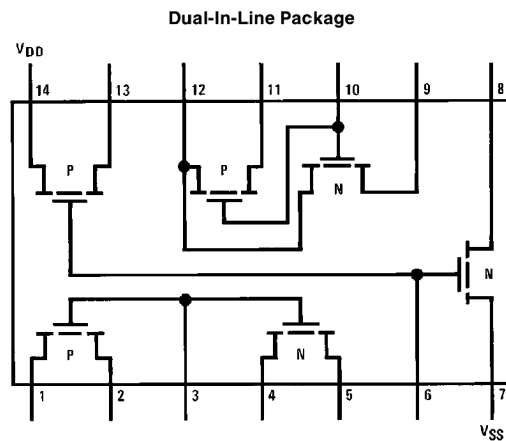 Dual-In-Line Package
VDD
14 13 12 11 10 9 8
P P N
N
P N
1 2 3 4 5 6 7
VSS